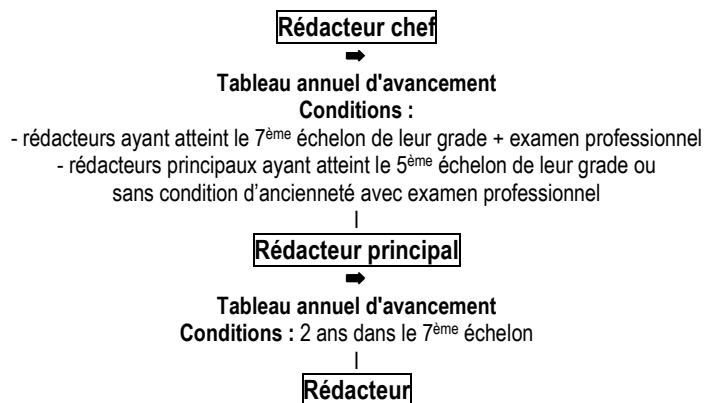 Rédacteur chef
➡
Tableau annuel d'avancement
Conditions :
- rédacteurs ayant atteint le 7ème échelon de leur grade + examen professionnel
- rédacteurs principaux ayant atteint le 5ème échelon de leur grade ou
sans condition d’ancienneté avec examen professionnel
|
Rédacteur principal
➡
Tableau annuel d'avancement
Conditions : 2 ans dans le 7ème échelon
|
Rédacteur